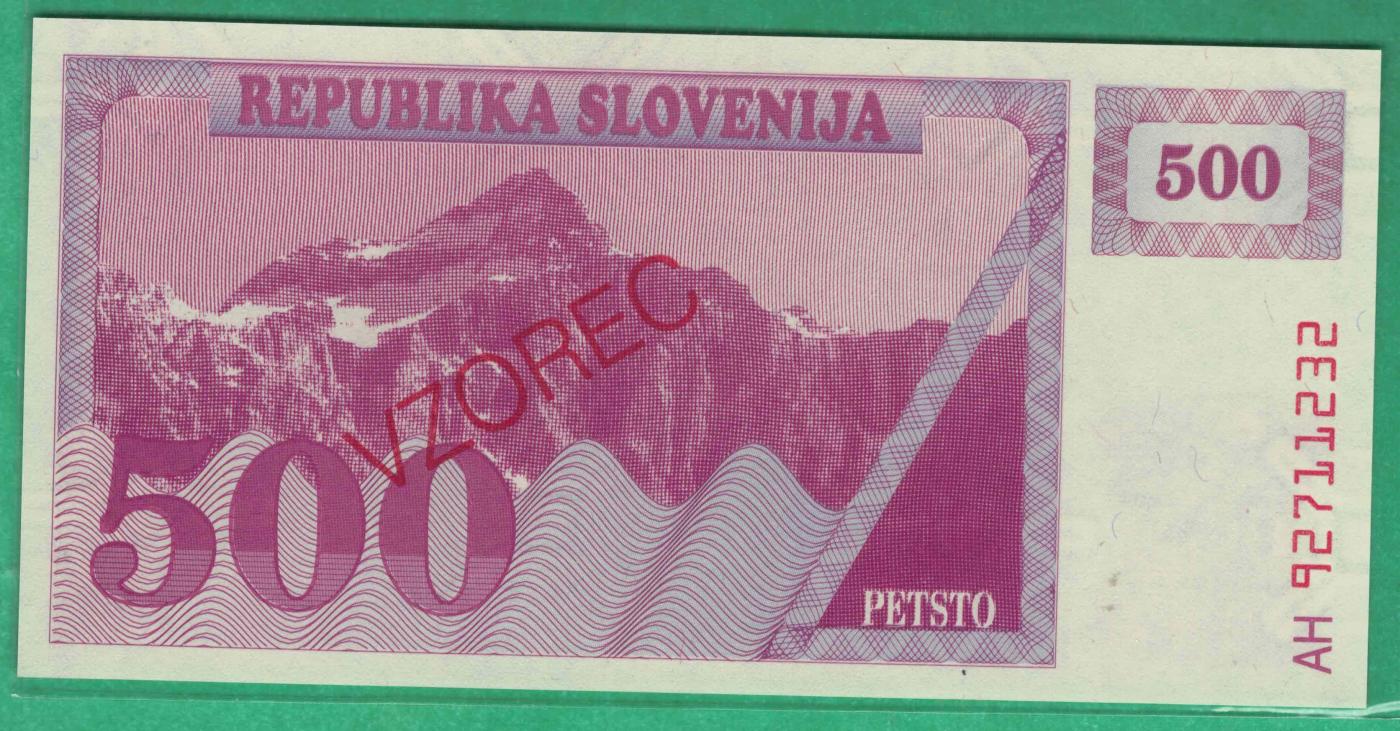 REPUBLIKA SLOVENIJA
500
VZOREC
500
PETSTO
AH 92711232